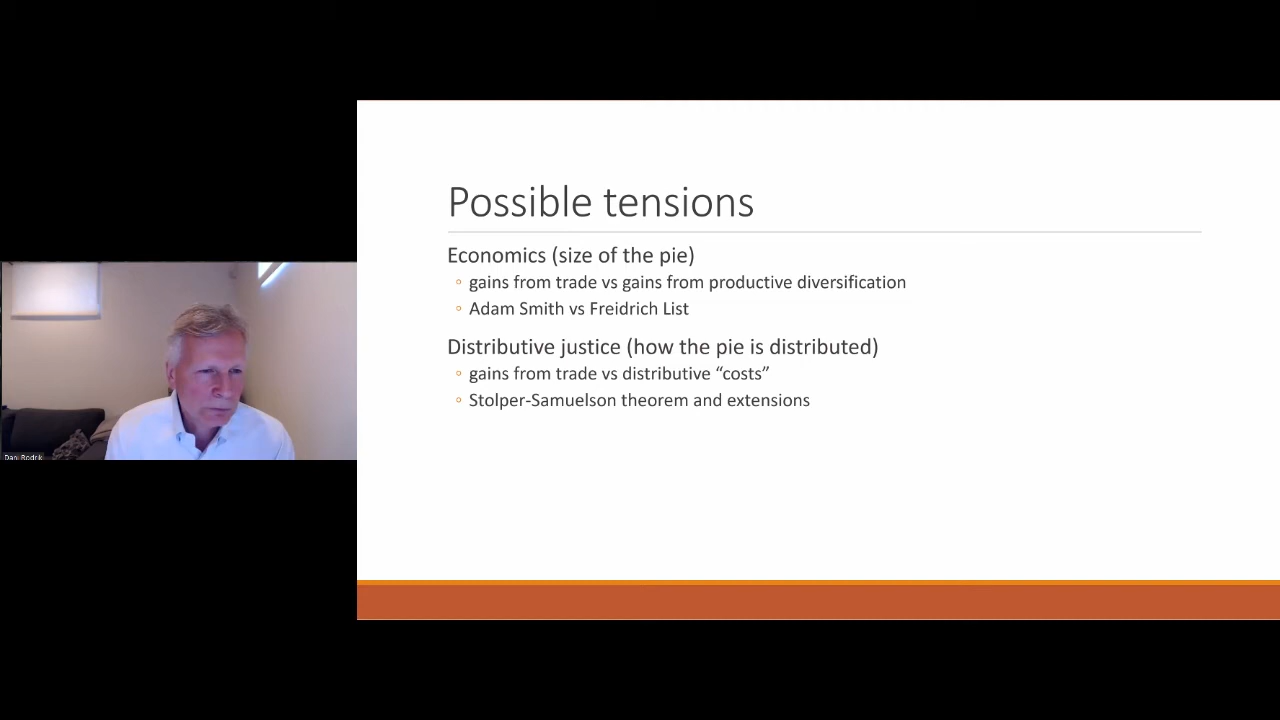 Possible tensions
Economics (size of the pie)
◦ gains from trade vs gains from productive diversification
◦ Adam Smith vs Freidrich List
Distributive justice (how the pie is distributed)
◦ gains from trade vs distributive “costs”
◦ Stolper-Samuelson theorem and extensions
Dani Rodrik